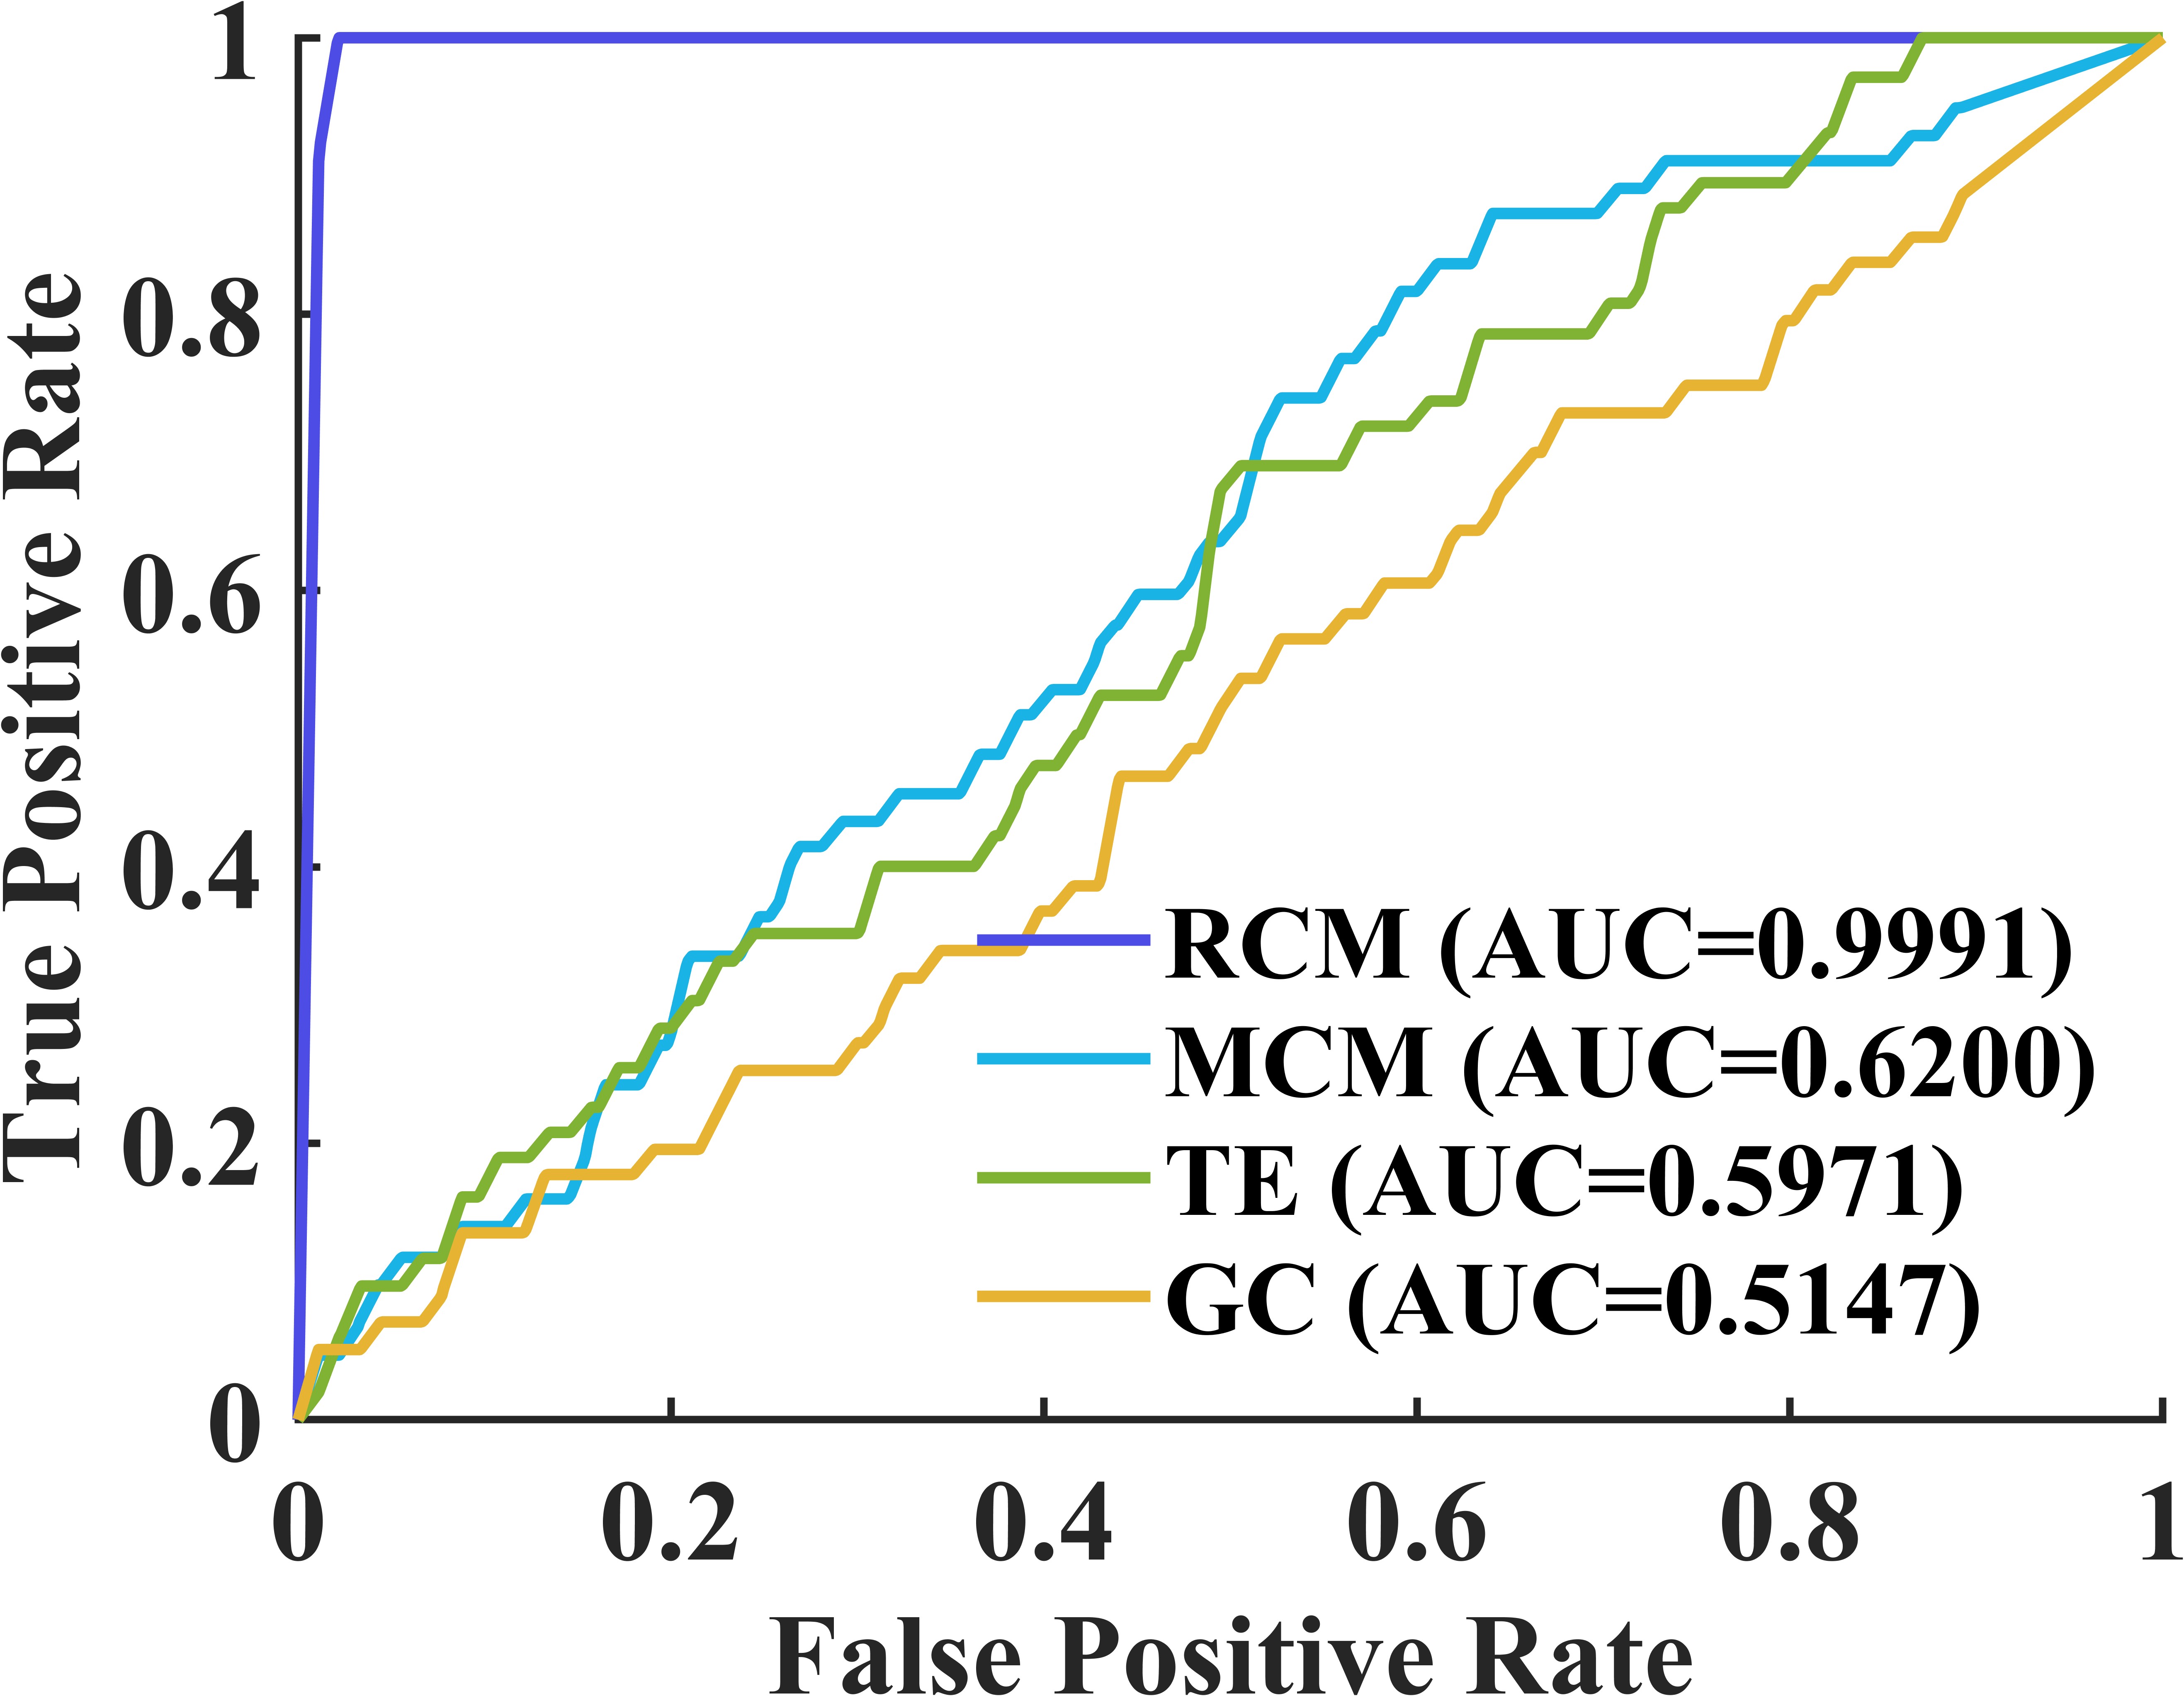 True Positive Rate
1
0.8
0.6
0.4
0.2
0
RCM (AUC=0.9991)
MCM (AUC=0.6200)
TE (AUC=0.5971)
GC (AUC=0.5147)
0 0.2 0.4 0.6 0.8 1
False Positive Rate